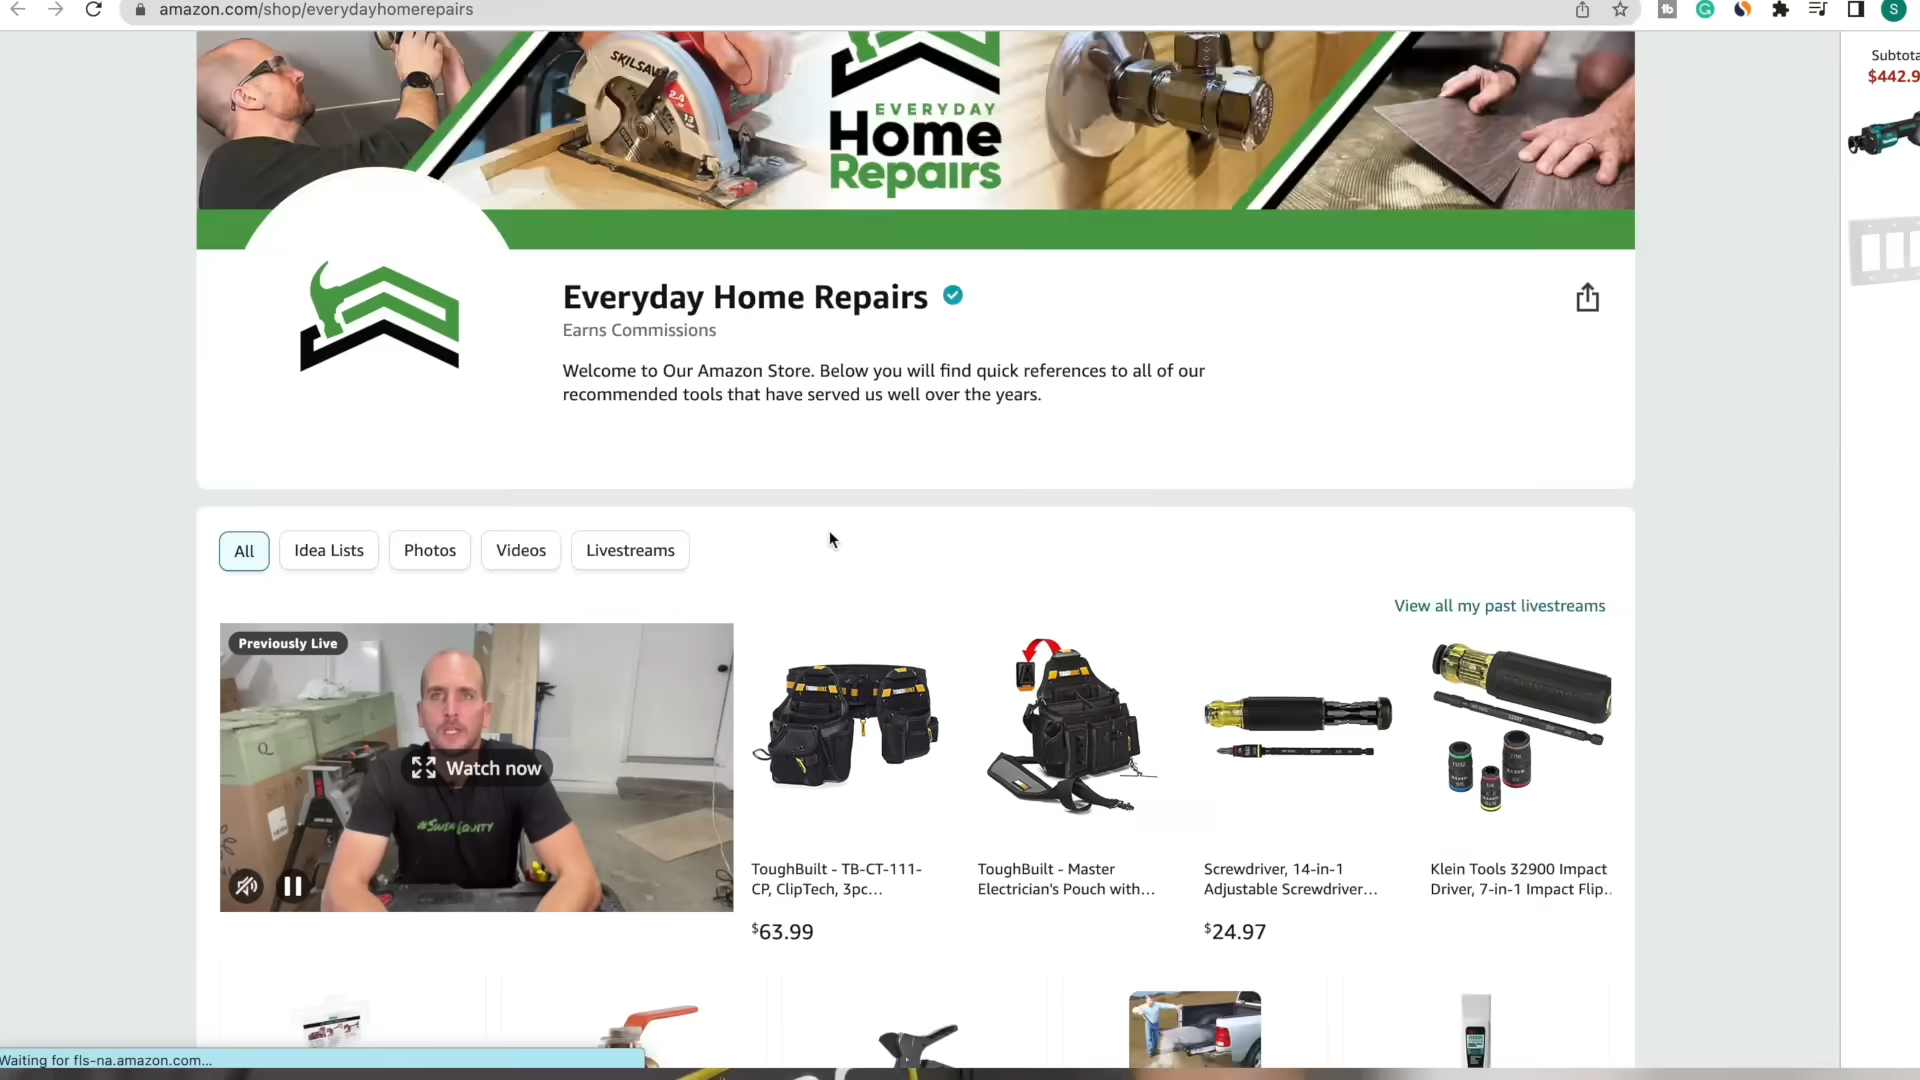 amazon.com/shop/everydayhomerepairs
S
Subtota
$442.9
SKILSAW
EVERYDAY
Home
Repairs
Everyday Home Repairs
Earns Commissions
Welcome to Our Amazon Store. Below you will find quick references to all of our
recommended tools that have served us well over the years.
All
Idea Lists
Photos
Videos
Livestreams
View all my past livestreams
Previously Live
Watch now
#SWEATEQUITY
ToughBuilt - TB-CT-111-
CP, ClipTech, 3pc...
$63.99
ToughBuilt - Master
Electrician's Pouch with...
Screwdriver, 14-in-1
Adjustable Screwdriver...
$24.97
Klein Tools 32900 Impact
Driver, 7-in-1 Impact Flip..
Waiting for fls-na.amazon.com...